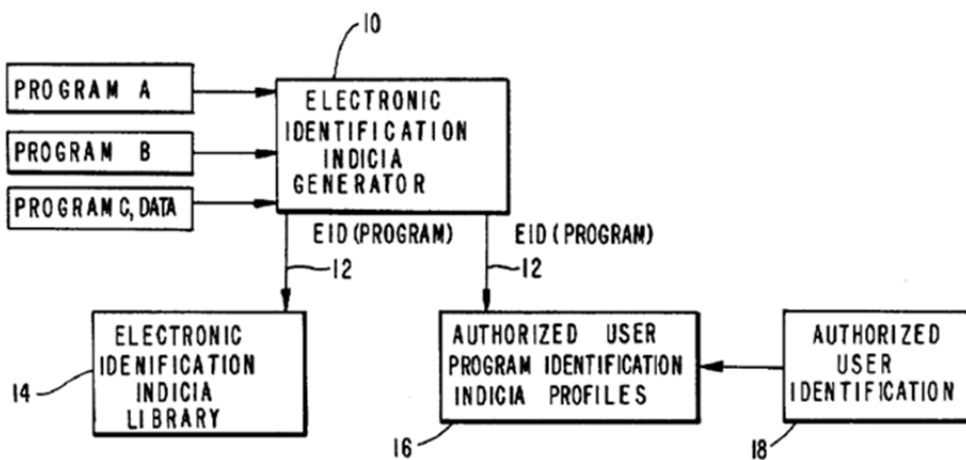 10
PROGRAM A
PROGRAM B
PROGRAM C, DATA
ELECTRONIC
IDENTIFICATION
INDICIA
GENERATOR
EID (PROGRAM)
12
EID (PROGRAM)
12
ELECTRONIC
IDENIFICATION
INDICIA
LIBRARY
14
AUTHORIZED USER
PROGRAM IDENTIFICATION
INDICIA PROFILES
16
AUTHORIZED
USER
IDENTIFICATION
18